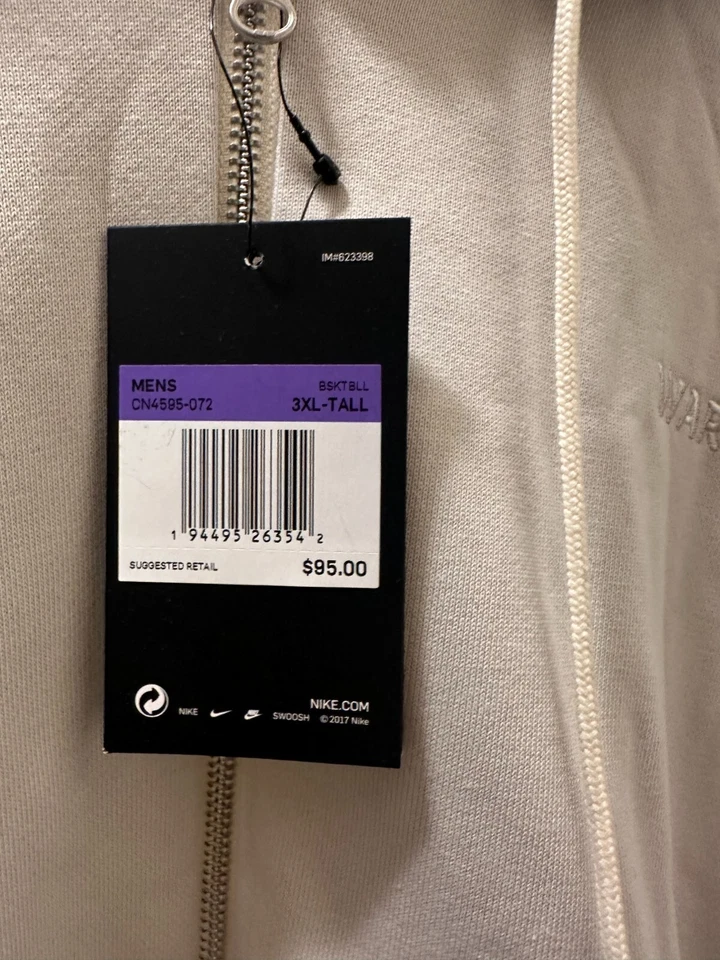 IM#623398
MENS BSKTBLL
CN4595-072 3XL-TALL
1 94495 26354 2
SUGGESTED RETAIL $95.00
NIKE.COM
NIKE SWOOSH © 2017 Nike
WAR